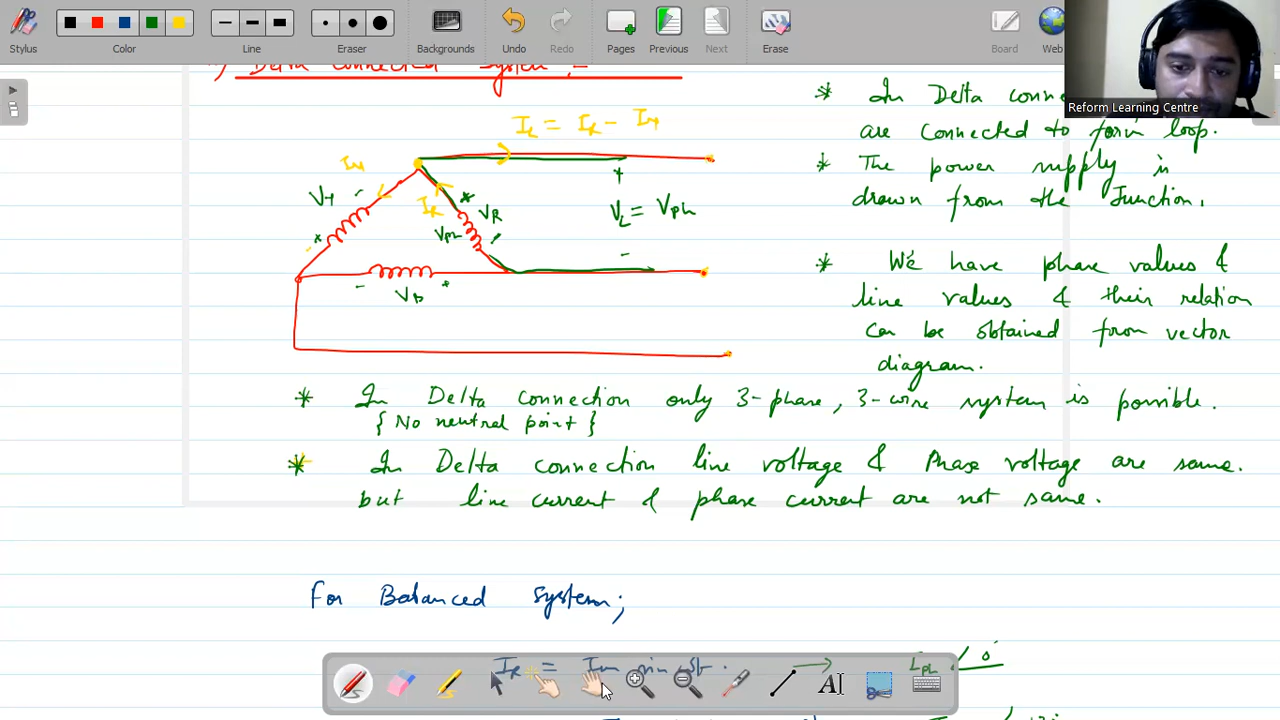 Stylus
Color
Line
Eraser
Backgrounds
Undo
Redo
Pages
Previous
Next
Erase
Board
Web
Reform Learning Centre
Delta connected System :-
I_L = I_R - I_Y
I_Y
V_Y
-
+
I_R
+
V_R
V_Ph
-
+
V_L = V_Ph
-
-
V_B
+
* In Delta
are connected to form loop.
* The power supply is
drawn from the Junction.
* We have phase values &
line values & their relation
can be obtained from vector
diagram.
* In Delta connection only 3-phase, 3-wire system is possible.
{ No neutral point }
* In Delta connection line voltage & Phase voltage are same.
but line current & phase current are not same.
For Balanced system;
I_R = I_m sin ωt.